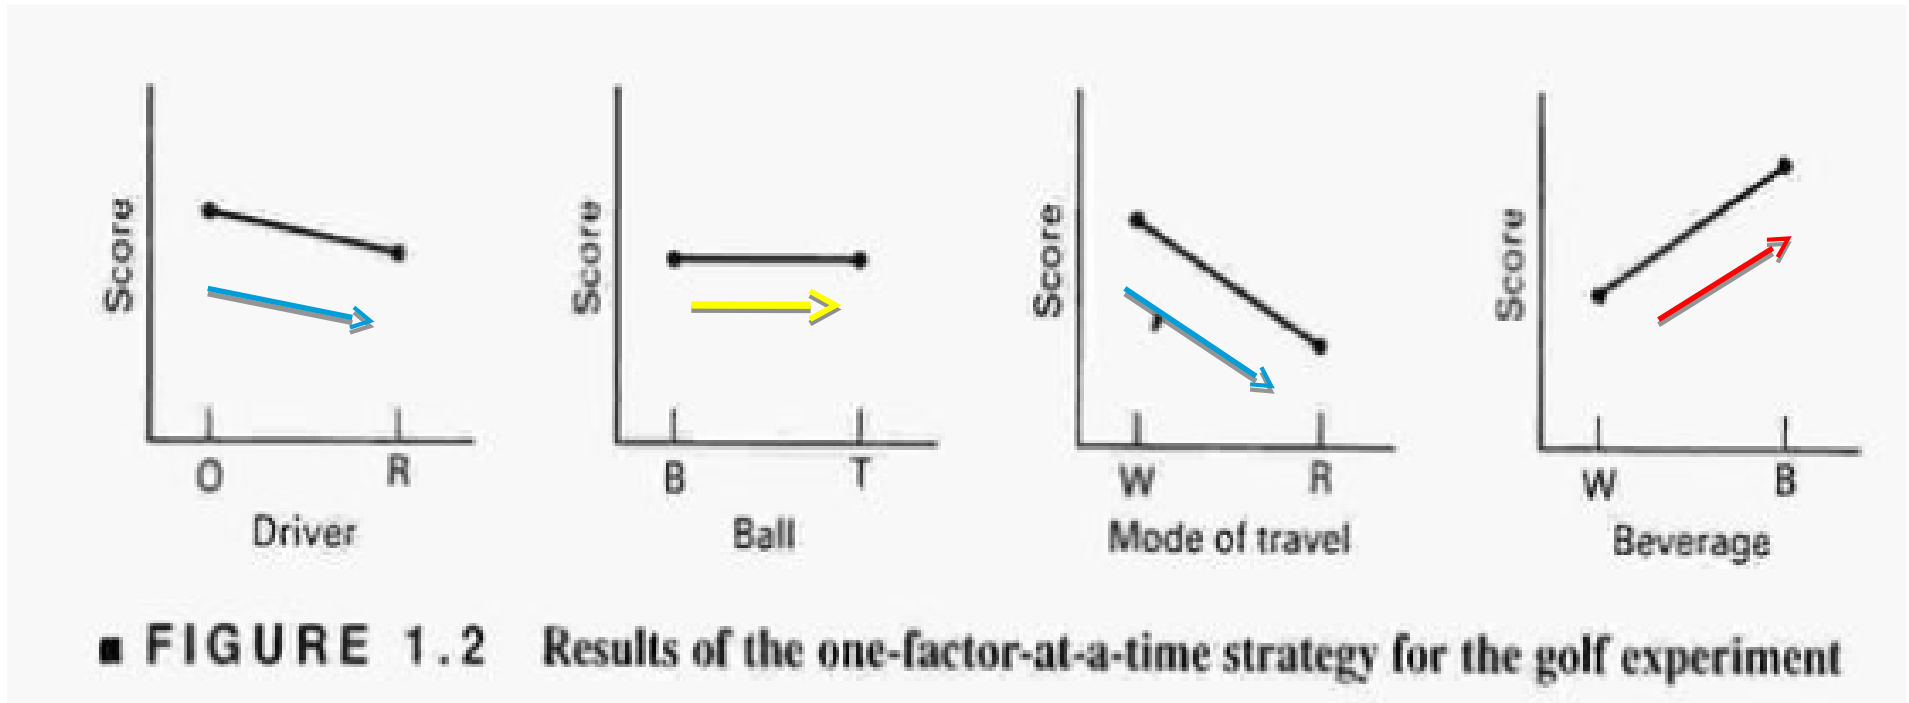 Score
O R
Driver
Score
B T
Ball
Score
W R
Mode of travel
Score
W B
Beverage
■ FIGURE 1.2 Results of the one-factor-at-a-time strategy for the golf experiment